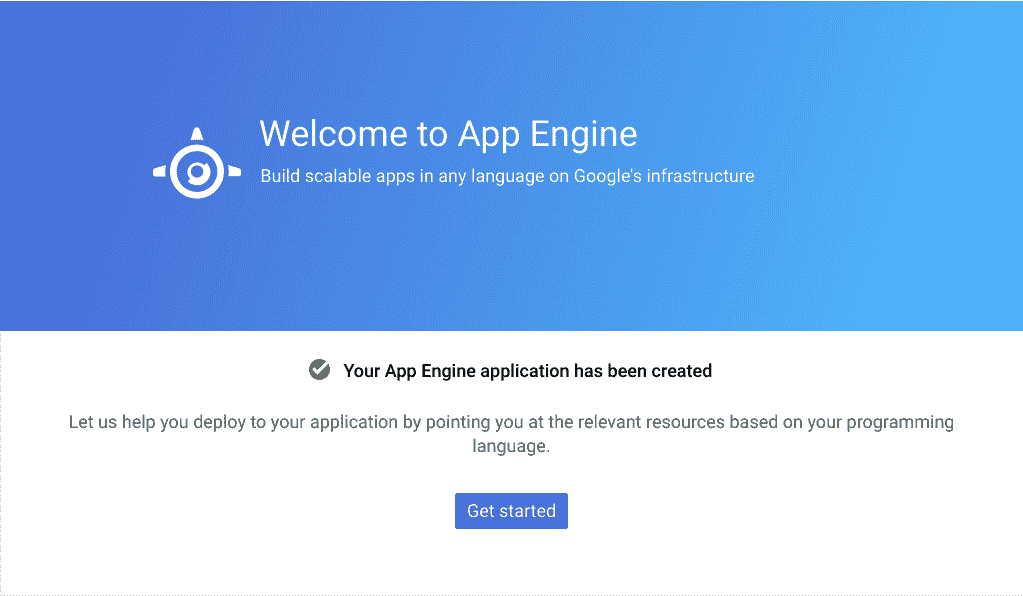 Welcome to App Engine
Build scalable apps in any language on Google's infrastructure
Your App Engine application has been created
Let us help you deploy to your application by pointing you at the relevant resources based on your programming
language.
Get started